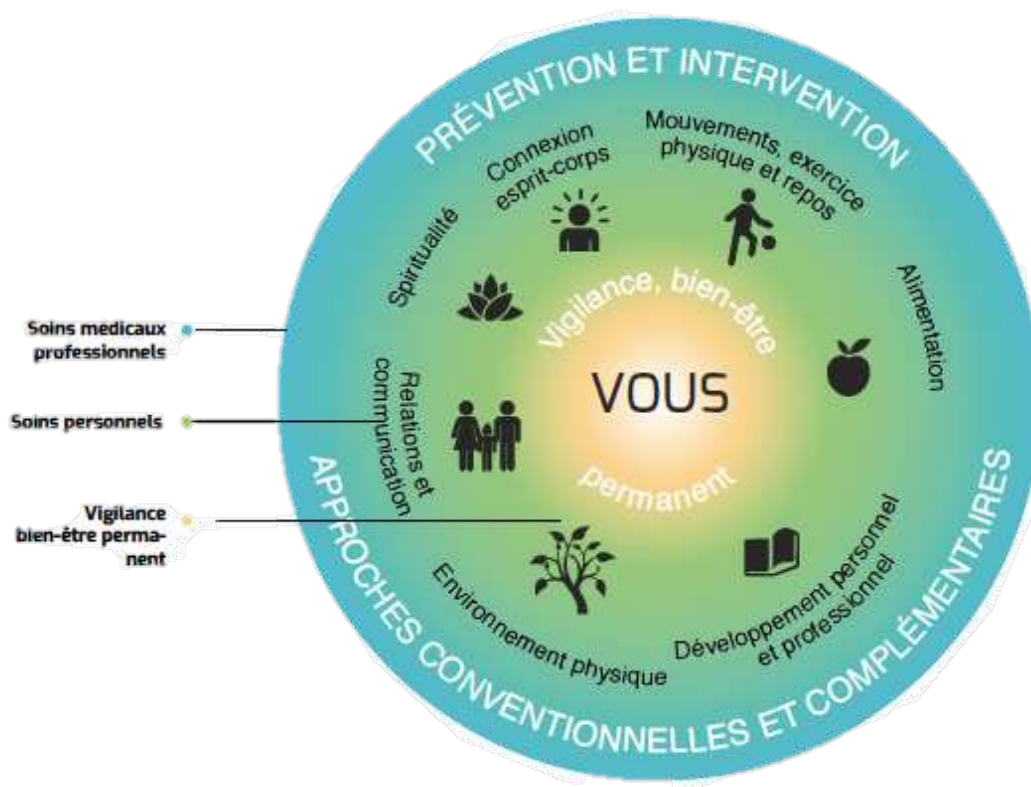 PRÉVENTION ET INTERVENTION
Connexion
esprit-corps
Mouvements, exercice
physique et repos
Spiritualité
Alimentation
Vigilance, bien-être
VOUS
permanent
Soins médicaux
professionnels
Relations et
communication
Soins personnels
Vigilance
bien-être perma-
nent
Environnement physique
Développement personnel
et professionnel
APPROCHES CONVENTIONNELLES ET COMPLÉMENTAIRES